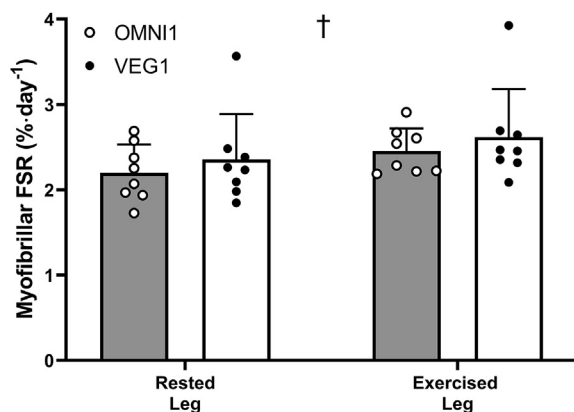 Myofibrillar FSR (%·day⁻¹)
4
3
2
1
0
OMNI1
VEG1
†
Rested
Leg
Exercised
Leg